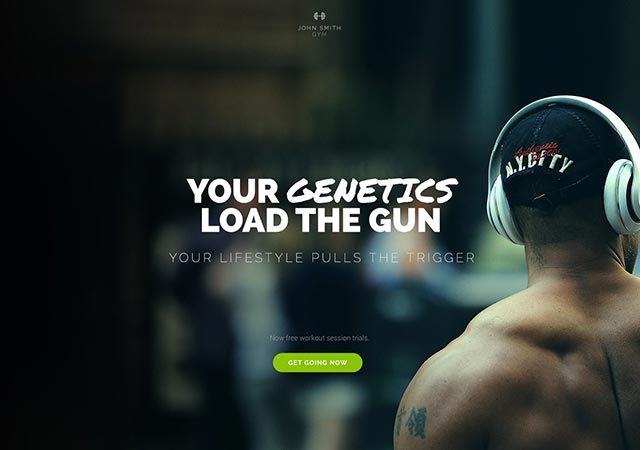 JOHN SMITH
GYM
Authentic
N.Y.CITY
YOUR GENETICS
LOAD THE GUN
YOUR LIFESTYLE PULLS THE TRIGGER
Now free workout session trials.
GET GOING NOW